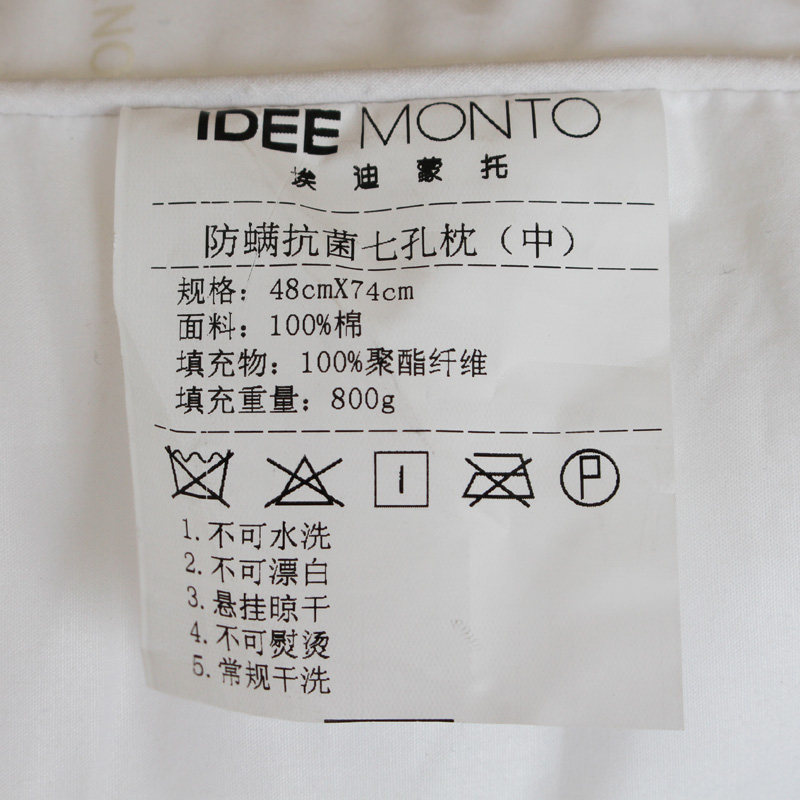 IDEE MONTO
埃迪蒙托
防螨抗菌七孔枕（中）
规格：48cmX74cm
面料：100%棉
填充物：100%聚酯纤维
填充重量：800g
P
1.不可水洗
2.不可漂白
3.悬挂晾干
4.不可熨烫
5.常规干洗